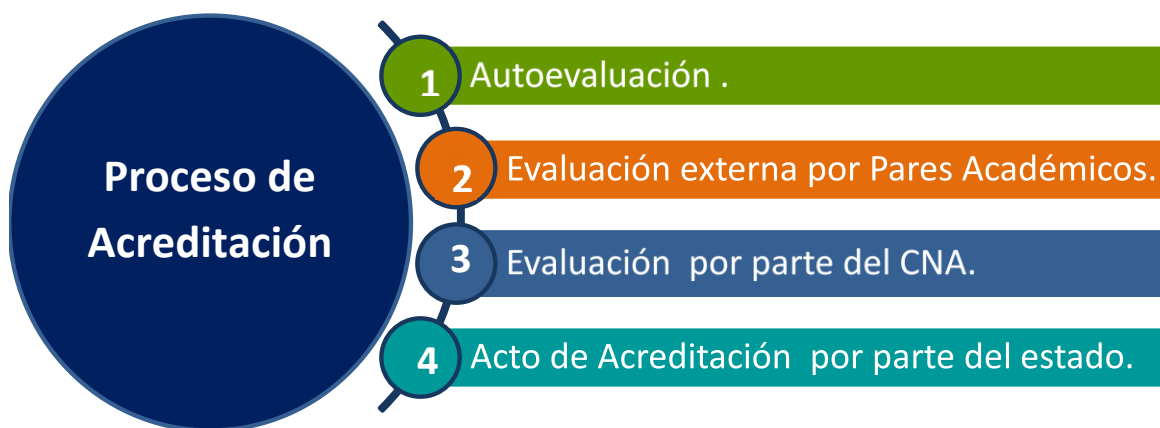 Proceso de
Acreditación
1 Autoevaluación .
2 Evaluación externa por Pares Académicos.
3 Evaluación  por parte del CNA.
4 Acto de Acreditación  por parte del estado.